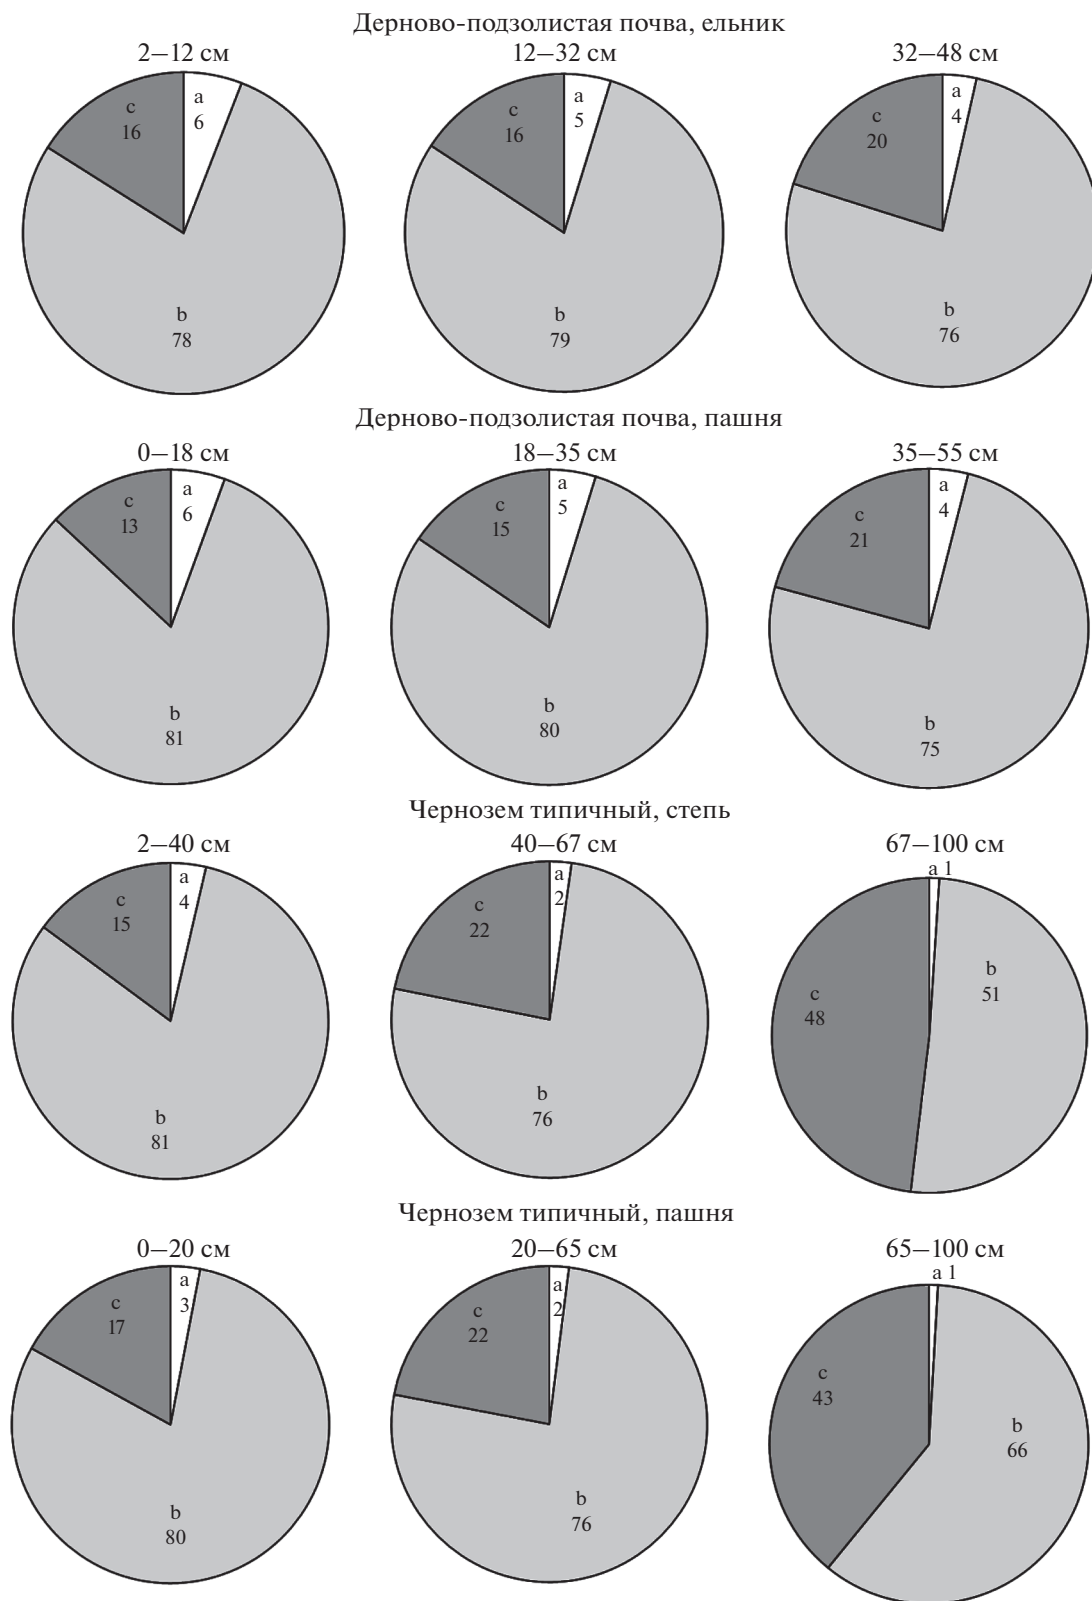 Дерново-подзолистая почва, ельник
2–12 см
12–32 см
32–48 см
c
16
a
6
b
78
c
16
a
5
b
79
c
20
a
4
b
76
Дерново-подзолистая почва, пашня
0–18 см
18–35 см
35–55 см
c
13
a
6
b
81
c
15
a
5
b
80
c
21
a
4
b
75
Чернозем типичный, степь
2–40 см
40–67 см
67–100 см
c
15
a
4
b
81
c
22
a
2
b
76
a 1
c
48
b
51
Чернозем типичный, пашня
0–20 см
20–65 см
65–100 см
c
17
a
3
b
80
c
22
a
2
b
76
a 1
c
43
b
66